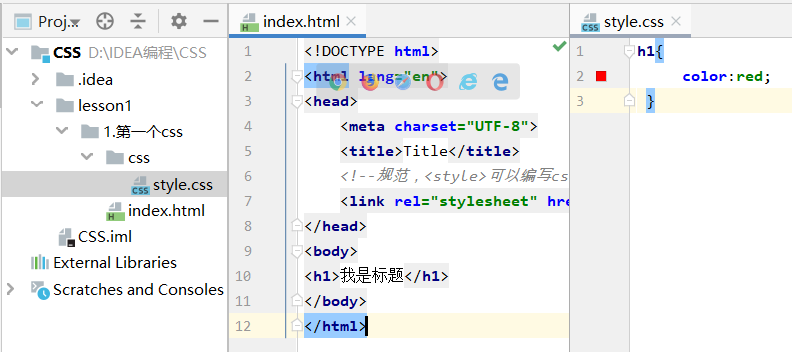 Proj..
CSS D:\IDEA编程\CSS
.idea
lesson1
1.第一个css
css
style.css
index.html
CSS.iml
External Libraries
Scratches and Consoles
index.html
1 <!DOCTYPE html>
2 <html lang="en">
3 <head>
4 <meta charset="UTF-8">
5 <title>Title</title>
6 <!--规范，<style>可以编写cs
7 <link rel="stylesheet" hre
8 </head>
9 <body>
10 <h1>我是标题</h1>
11 </body>
12 </html>
style.css
1 h1{
2 color:red;
3 }